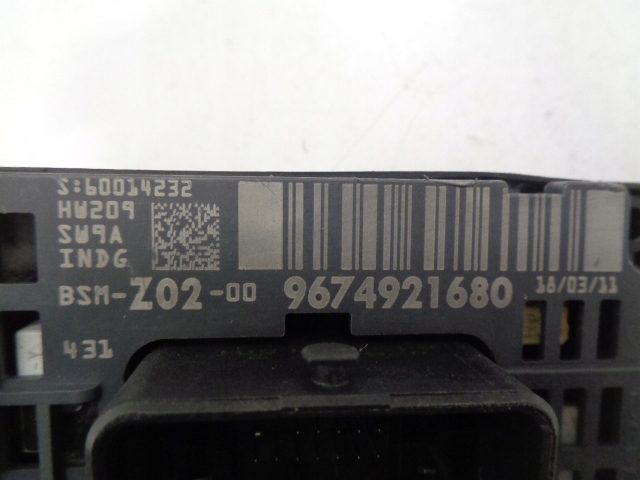 S:60014232
HW209
SW9A
INDG
BSM-Z02-00 9674921680 18/03/11
431